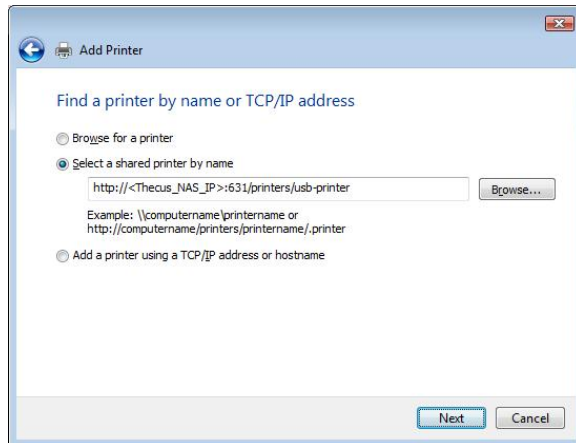 Add Printer
Find a printer by name or TCP/IP address
Browse for a printer
Select a shared printer by name
http://<Thecus_NAS_IP>:631/printers/usb-printer
Browse...
Example: \\computername\printername or
http://computername/printers/printername/.printer
Add a printer using a TCP/IP address or hostname
Next
Cancel